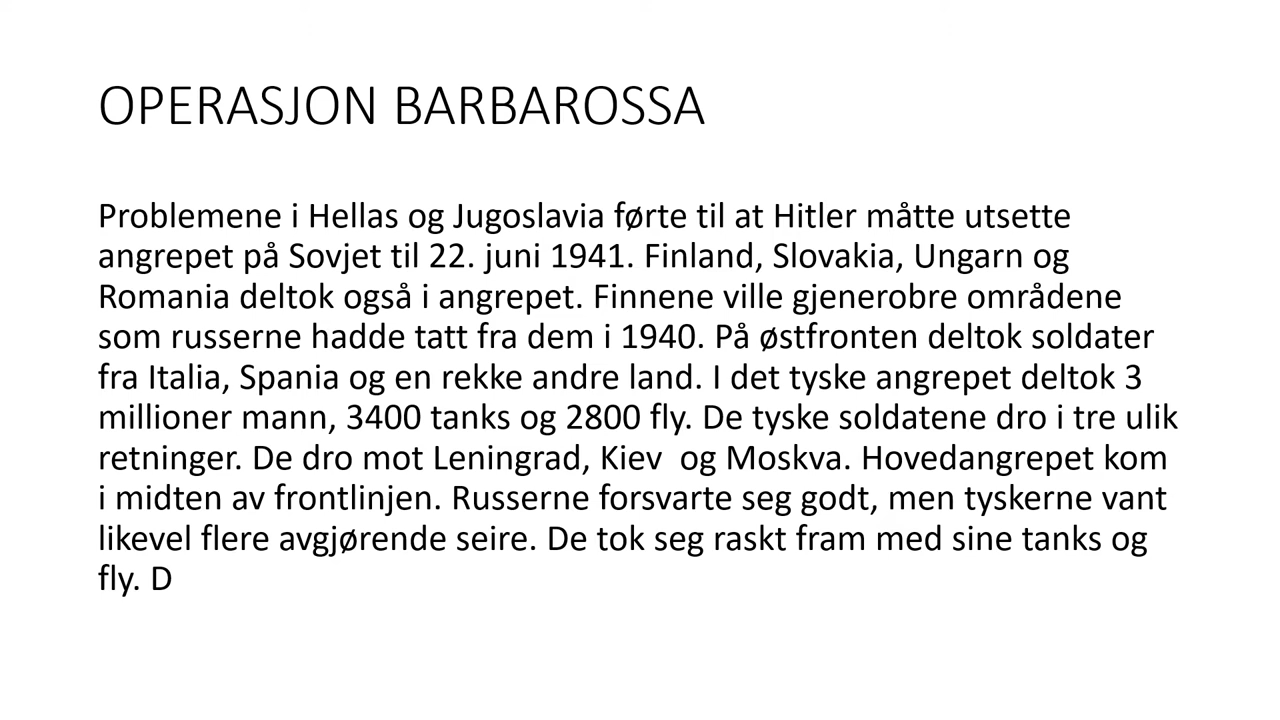 OPERASJON BARBAROSSA
Problemene i Hellas og Jugoslavia førte til at Hitler måtte utsette
angrepet på Sovjet til 22. juni 1941. Finland, Slovakia, Ungarn og
Romania deltok også i angrepet. Finnene ville gjenerobre områdene
som russerne hadde tatt fra dem i 1940. På østfronten deltok soldater
fra Italia, Spania og en rekke andre land. I det tyske angrepet deltok 3
millioner mann, 3400 tanks og 2800 fly. De tyske soldatene dro i tre ulik
retninger. De dro mot Leningrad, Kiev  og Moskva. Hovedangrepet kom
i midten av frontlinjen. Russerne forsvarte seg godt, men tyskerne vant
likevel flere avgjørende seire. De tok seg raskt fram med sine tanks og
fly. D